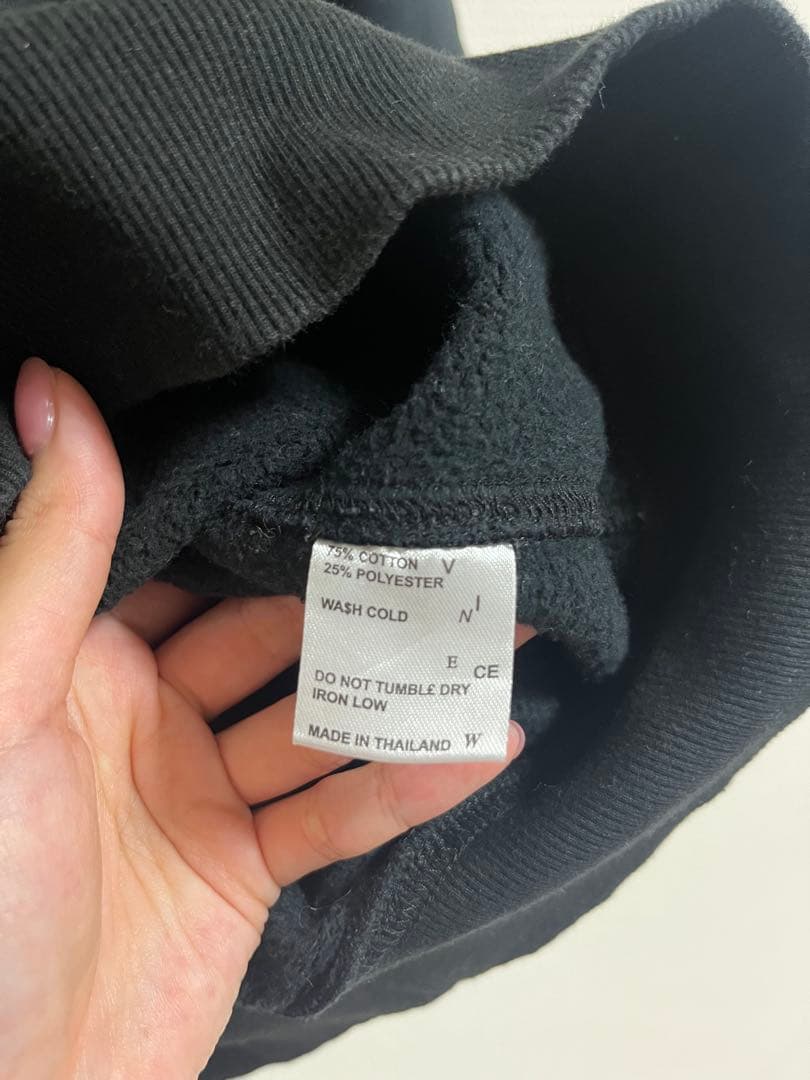 75% COTTON V
25% POLYESTER
WA$H COLD N I
E CE
DO NOT TUMBL£ DRY
IRON LOW
MADE IN THAILAND W